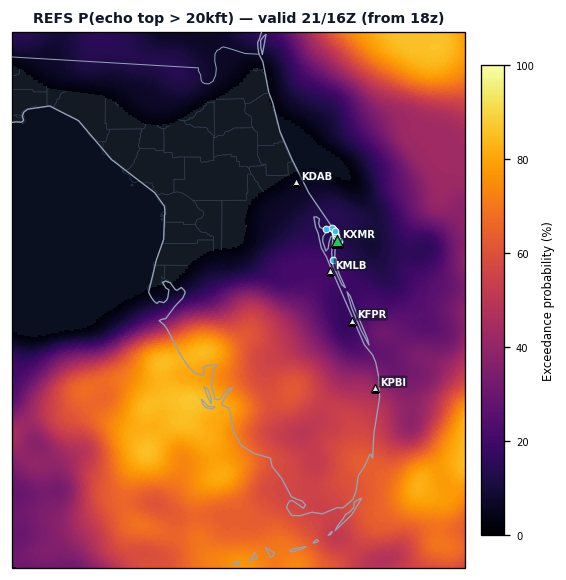 REFS P(echo top > 20kft) — valid 21/16Z (from 18z)
KDAB
KXMR
KMLB
KFPR
KPBI
100
80
60
40
20
0
Exceedance probability (%)